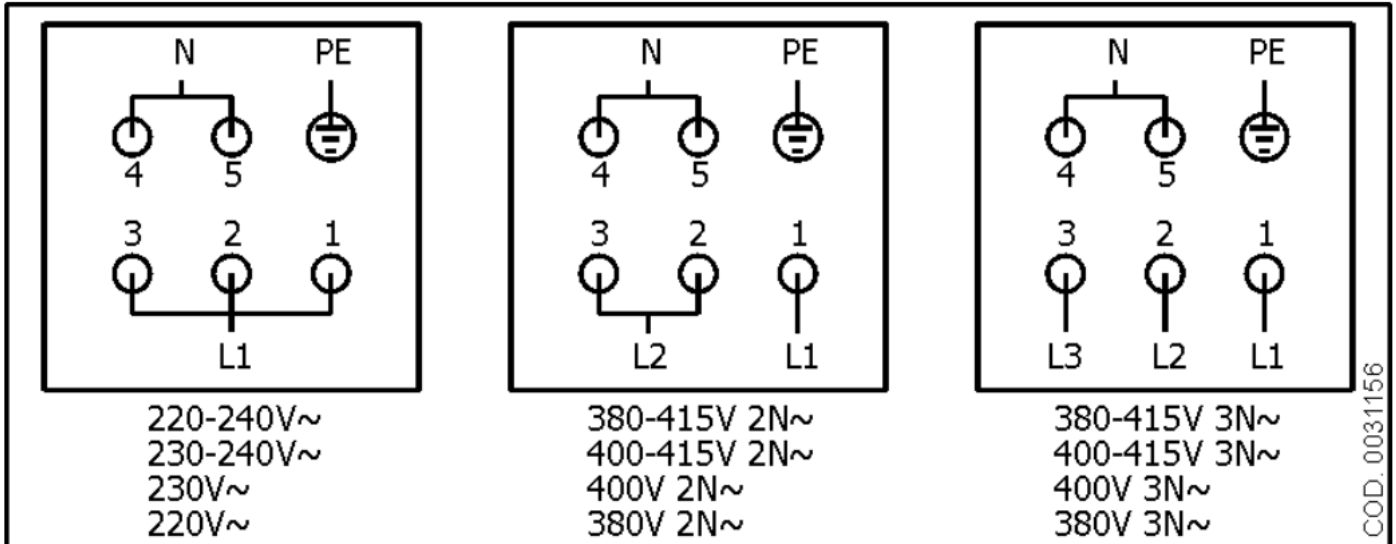 N PE
4 5
3 2 1
L1
220-240V~
230-240V~
230V~
220V~
N PE
4 5
3 2 1
L2 L1
380-415V 2N~
400-415V 2N~
400V 2N~
380V 2N~
N PE
4 5
3 2 1
L3 L2 L1
380-415V 3N~
400-415V 3N~
400V 3N~
380V 3N~
COD. 0031156